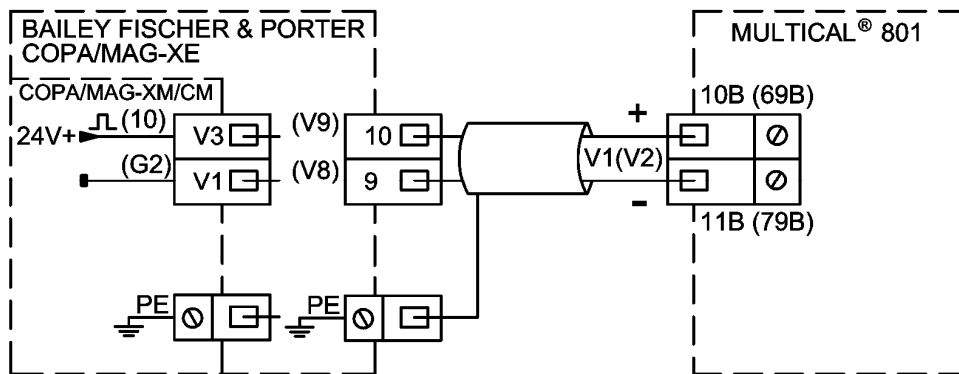 BAILEY FISCHER & PORTER
COPA/MAG-XE
MULTICAL® 801
COPA/MAG-XM/CM
24V+ (10) V3 (V9) 10 + 10B (69B)
V1(V2)
(G2) V1 (V8) 9 - 11B (79B)
PE PE